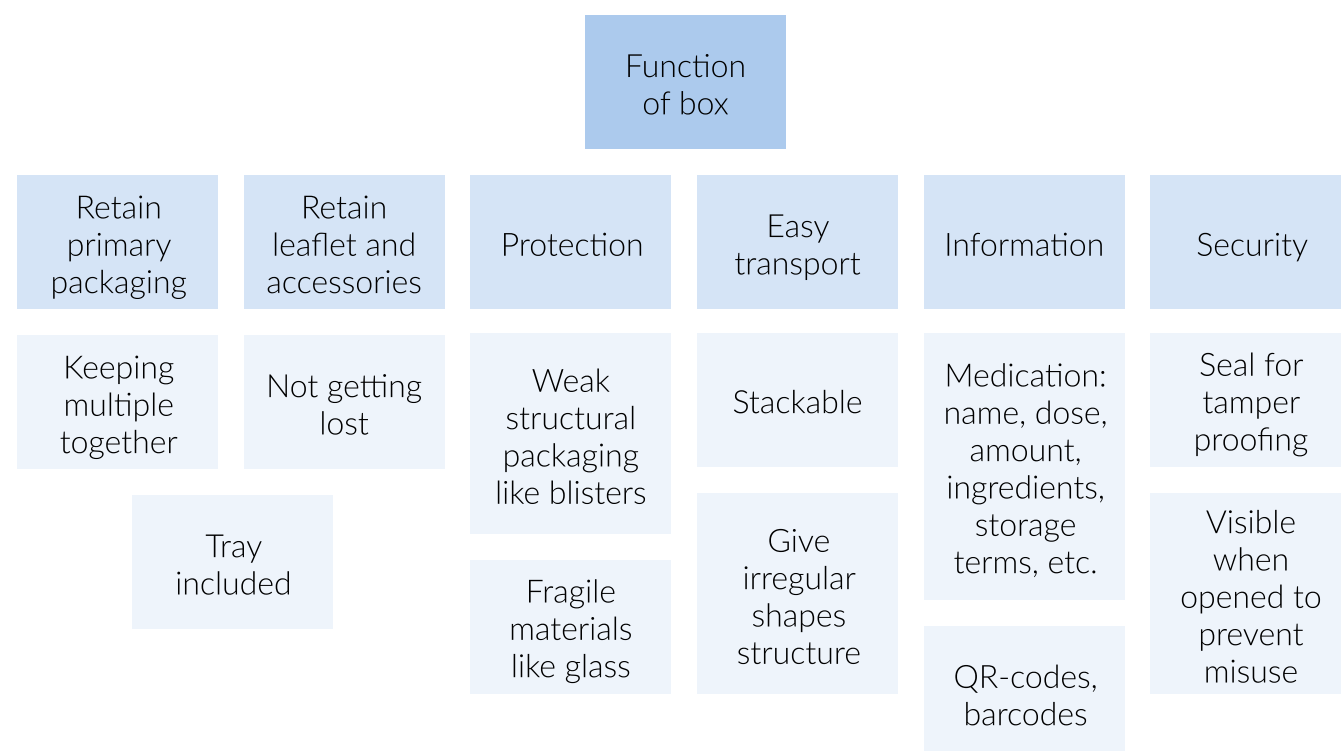 Function
of box
Retain
primary
packaging
Retain
leaflet and
accessories
Protection
Easy
transport
Information
Security
Keeping
multiple
together
Not getting
lost
Tray
included
Weak
structural
packaging
like blisters
Fragile
materials
like glass
Stackable
Give
irregular
shapes
structure
Medication:
name, dose,
amount,
ingredients,
storage
terms, etc.
QR-codes,
barcodes
Seal for
tamper
proofing
Visible
when
opened to
prevent
misuse